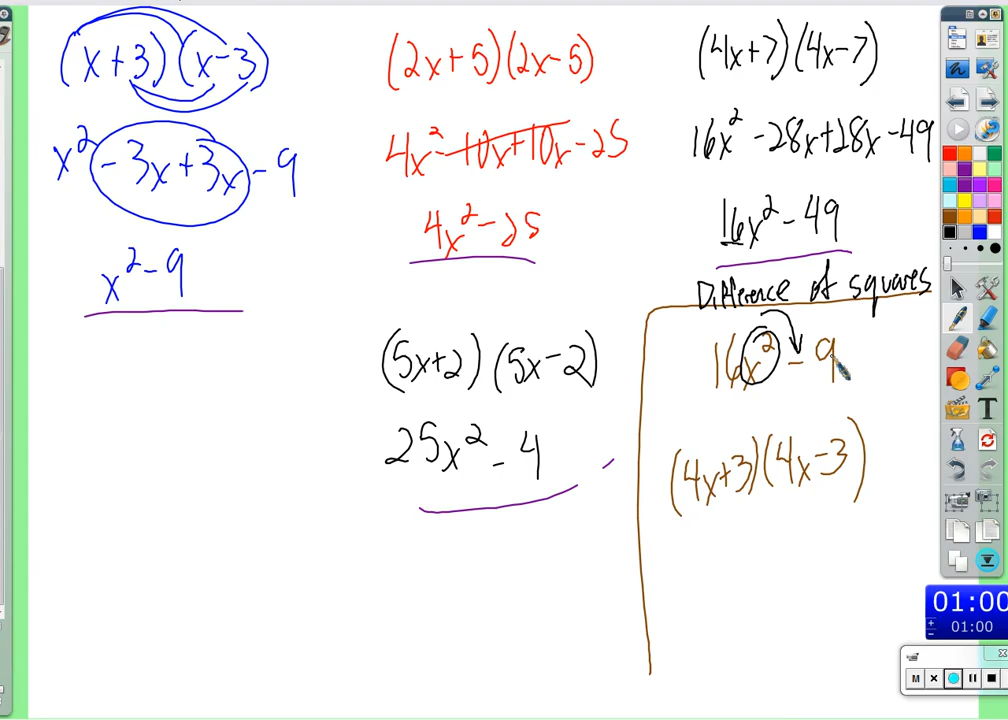 (x+3)(x-3)
x² -3x+3x -9
x²-9
(2x+5)(2x-5)
4x² -10x+10x -25
4x²-25
(5x+2)(5x-2)
25x²-4
(4x+7)(4x-7)
16x² -28x+28x -49
16x²-49
Difference of squares
16x² - 9
(4x+3)(4x-3)
T
01:00
01:00
M